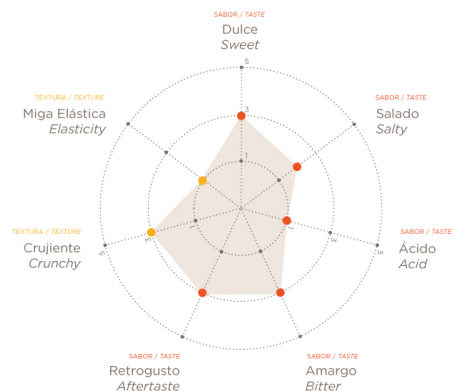 SABOR / TASTE
Dulce
Sweet
5
3
1
TEXTURA / TEXTURE
Miga Elástica
Elasticity
SABOR / TASTE
Salado
Salty
TEXTURA / TEXTURE
Crujiente
Crunchy
5
3
1
1
3
5
SABOR / TASTE
Ácido
Acid
SABOR / TASTE
Retrogusto
Aftertaste
SABOR / TASTE
Amargo
Bitter